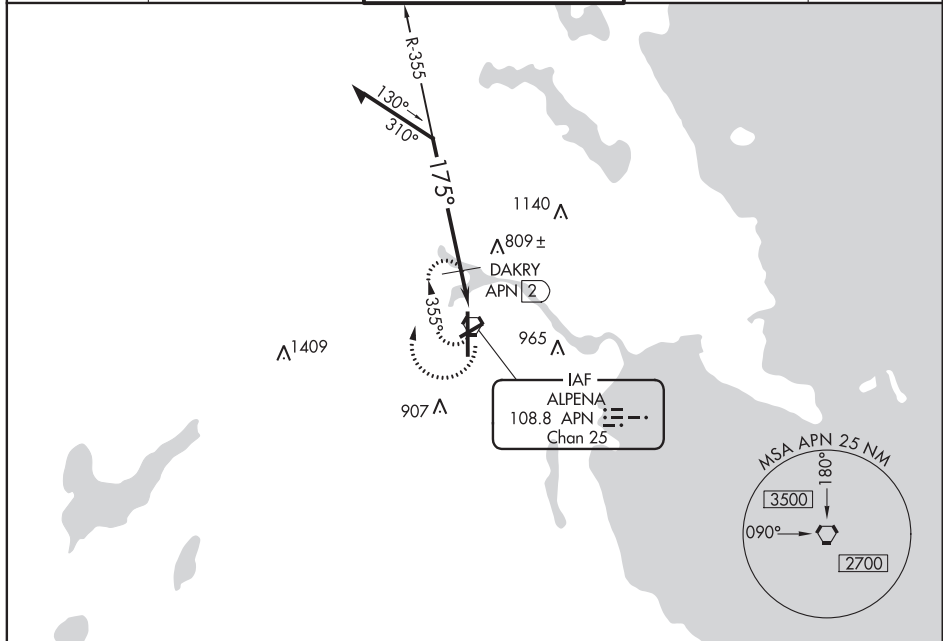 R-355
130°
310°
175°
1140
809 ±
DAKRY
APN 2
355°
965
1409
907
IAF
ALPENA
108.8 APN
Chan 25
MSA APN 25 NM
180°
3500
090°
2700